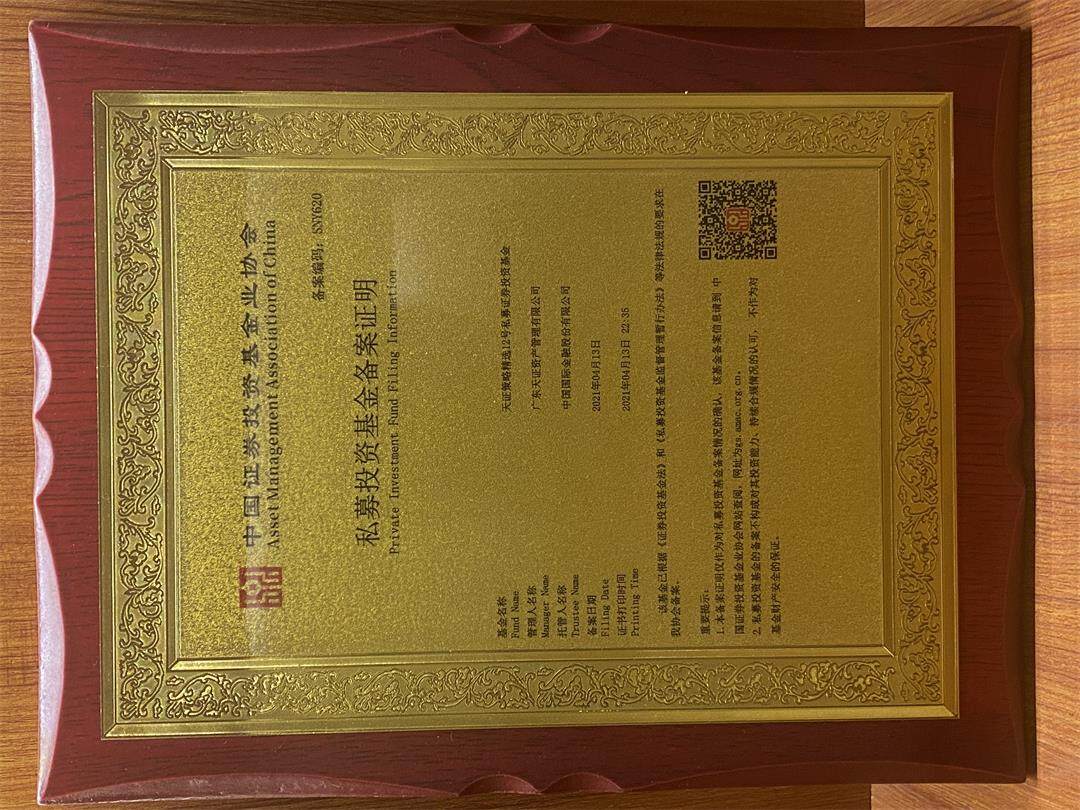 中国证券投资基金业协会
Asset Management Association of China
备案编码：SNY620
私募投资基金备案证明
Private Investment Fund Filing Information
基金名称 天证策略精选12号私募证券投资基金
Fund Name
管理人名称 广东天证资产管理有限公司
Manager Name
托管人名称 中国国际金融股份有限公司
Trustee Name
备案日期 2021年04月13日
Filing Date
证书打印时间 2021年04月13日 22:35
Printing Time
该基金已根据《证券投资基金法》和《私募投资基金监督管理暂行办法》等法律法规的要求在
我协会备案。
重要提示：
1.本备案证明仅作为对私募投资基金备案情况的确认，该基金备案信息请到 中
国证券投资基金业协会网站查阅，网址为gs.amac.org.cn。
2.私募投资基金的备案不构成对其投资能力、持续合规情况的认可，不作为对
基金财产安全的保证。